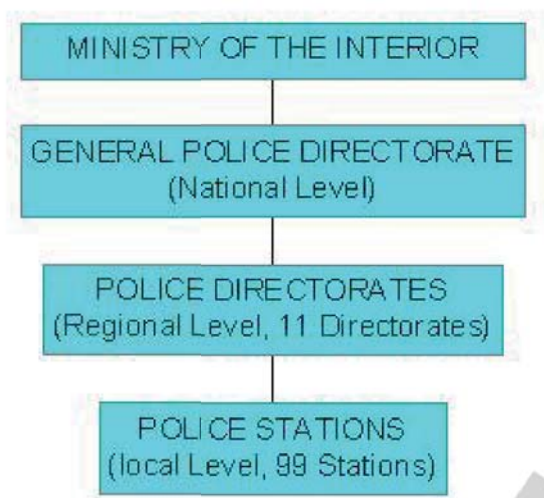 MINISTRY OF THE INTERIOR
GENERAL POLICE DIRECTORATE
(National Level)
POLICE DIRECTORATES
(Regional Level, 11 Directorates)
POLICE STATIONS
(local Level, 99 Stations)